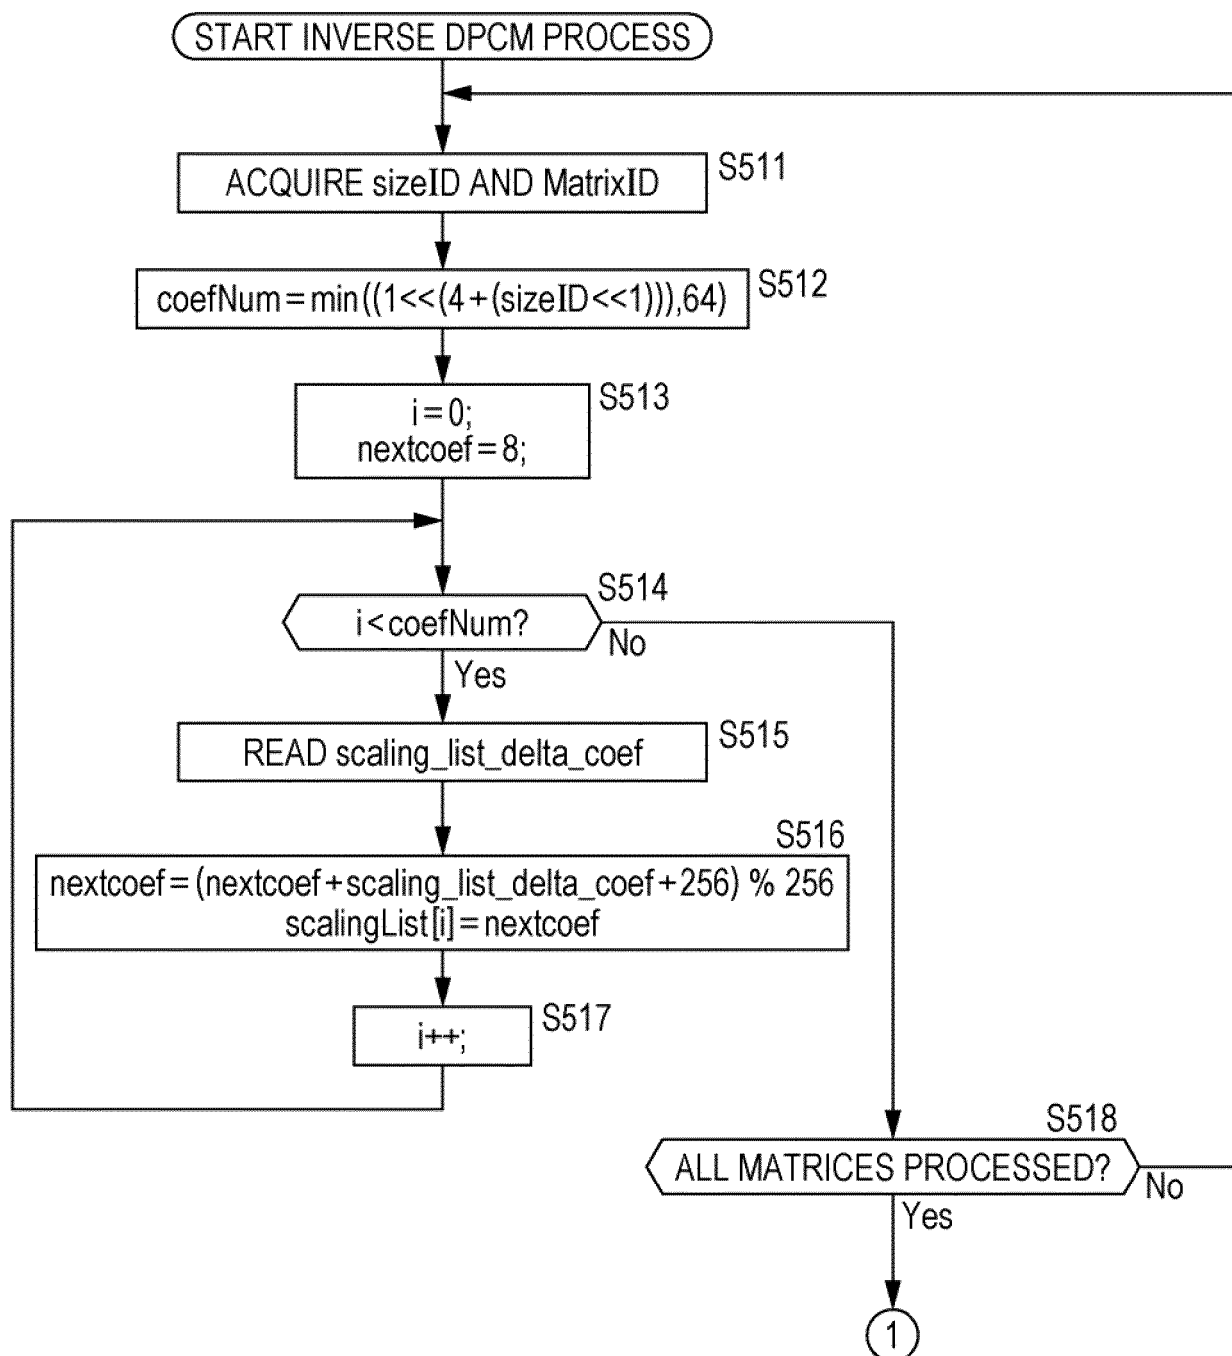 START INVERSE DPCM PROCESS
S511
ACQUIRE sizeID AND MatrixID
S512
coefNum=min((1<<(4+(sizeID<<1))),64)
S513
i=0;
nextcoef=8;
S514
i<coefNum?
No
Yes
S515
READ scaling_list_delta_coef
S516
nextcoef=(nextcoef+scaling_list_delta_coef+256) % 256
scalingList[i]=nextcoef
S517
i++;
S518
ALL MATRICES PROCESSED?
No
Yes
1